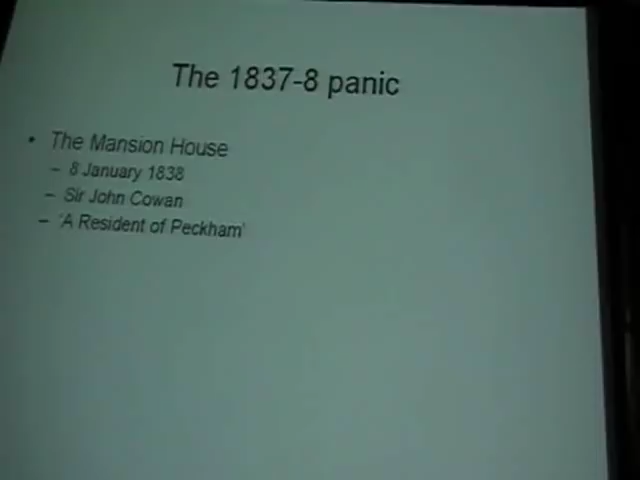 The 1837-8 panic
• The Mansion House
– 8 January 1838
– Sir John Cowan
– ‘A Resident of Peckham’